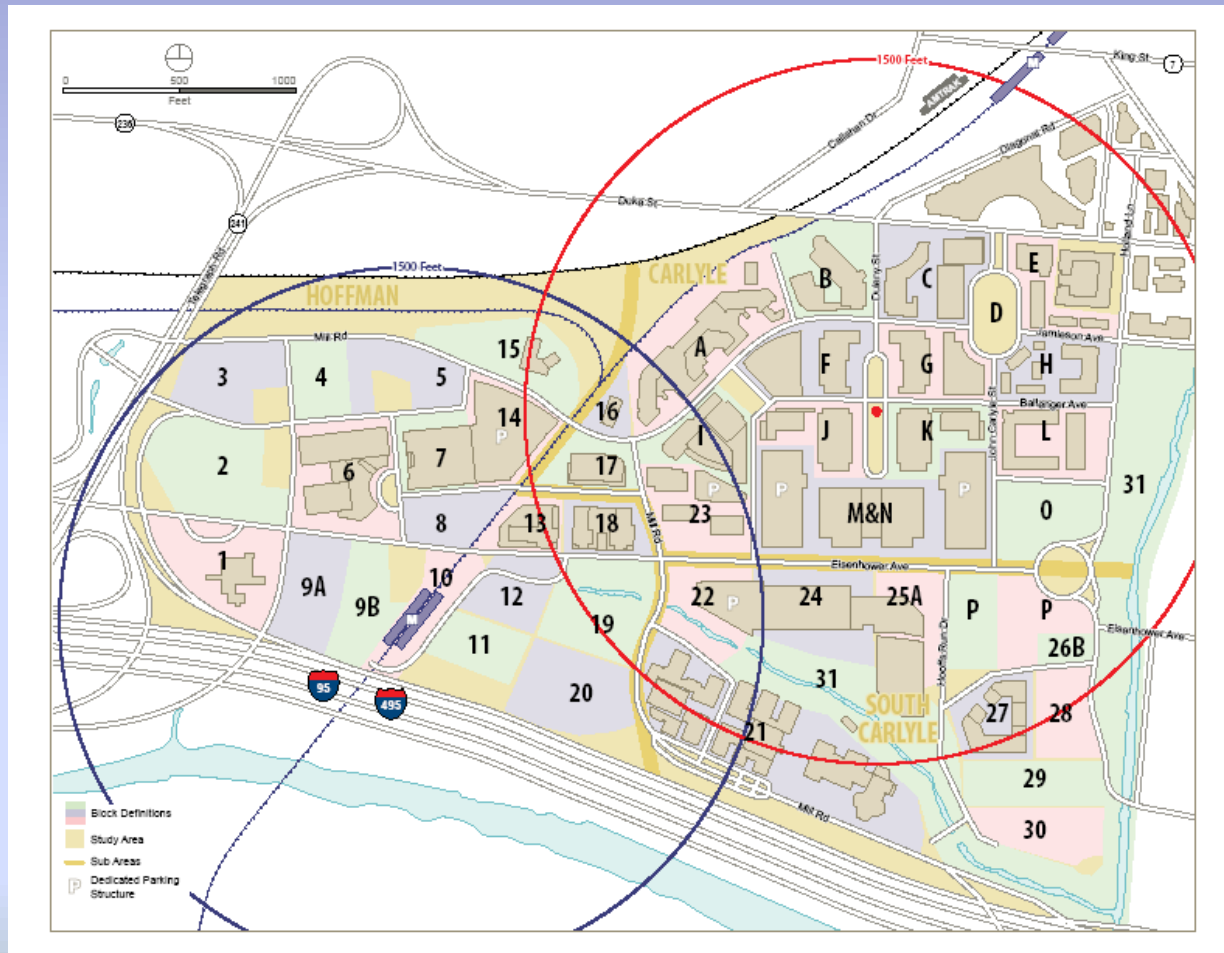 0 500 1000
Feet
1500 Feet
King St
7
AMTRAK
M
Callahan Dr
Diagonal Rd
236
Duke St
Holland Ln
241
Telegraph Rd
1500 Feet
HOFFMAN
CARLYLE
Dulany St
B
C
E
D
Jamieson Ave
Mill Rd
15
A
F
G
H
3
4
5
16
Ballenger Ave
14
P
I
J
K
L
John Carlyle St
2
6
7
17
P
P
P
31
23
M&N
O
8
13
18
Mill Rd
Eisenhower Ave
1
9A
9B
10
M
12
22
P
24
25A
P
P
Eisenhower Ave
26B
11
19
Hooffs Run Dr
31
95
495
20
SOUTH
CARLYLE
27
28
21
29
Mill Rd
30
Block Definitions
Study Area
Sub Areas
P
Dedicated Parking
Structure